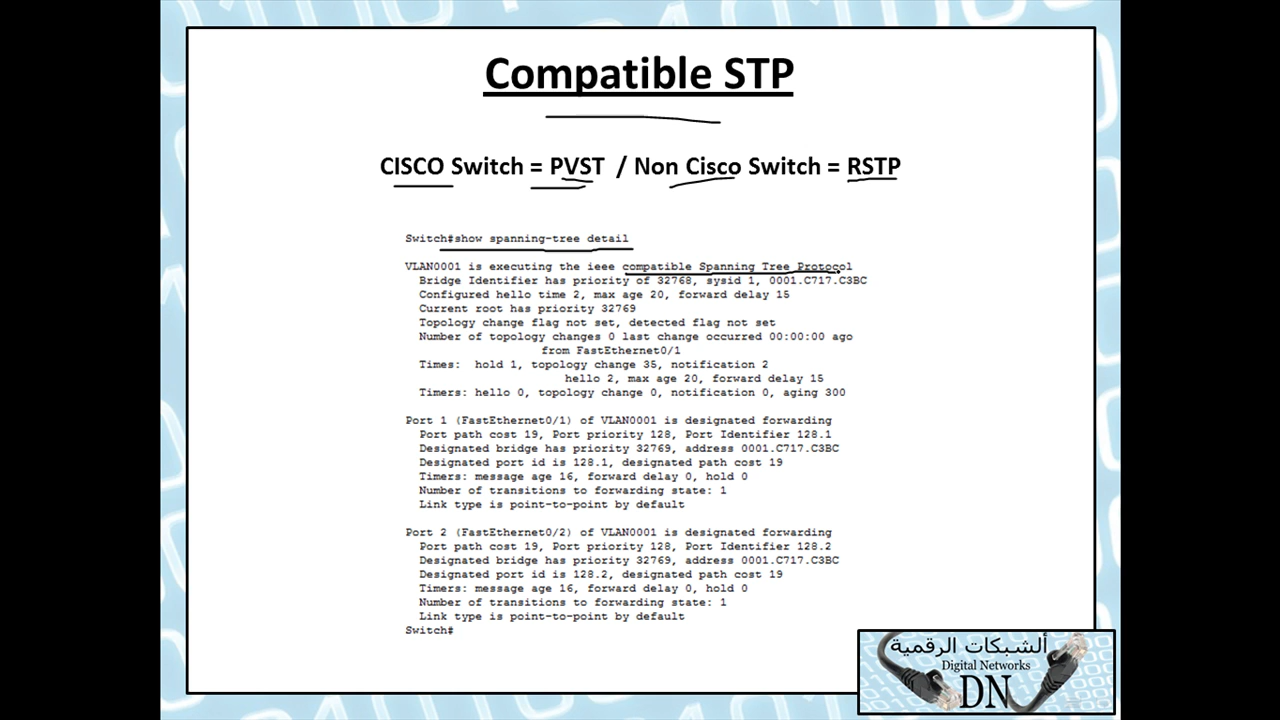 Compatible STP
CISCO Switch = PVST / Non Cisco Switch = RSTP
Switch#show spanning-tree detail
VLAN0001 is executing the ieee compatible Spanning Tree Protocol
Bridge Identifier has priority of 32768, sysid 1, 0001.C717.C3BC
Configured hello time 2, max age 20, forward delay 15
Current root has priority 32769
Topology change flag not set, detected flag not set
Number of topology changes 0 last change occurred 00:00:00 ago
from FastEthernet0/1
Times: hold 1, topology change 35, notification 2
hello 2, max age 20, forward delay 15
Timers: hello 0, topology change 0, notification 0, aging 300
Port 1 (FastEthernet0/1) of VLAN0001 is designated forwarding
Port path cost 19, Port priority 128, Port Identifier 128.1
Designated bridge has priority 32769, address 0001.C717.C3BC
Designated port id is 128.1, designated path cost 19
Timers: message age 16, forward delay 0, hold 0
Number of transitions to forwarding state: 1
Link type is point-to-point by default
Port 2 (FastEthernet0/2) of VLAN0001 is designated forwarding
Port path cost 19, Port priority 128, Port Identifier 128.2
Designated bridge has priority 32769, address 0001.C717.C3BC
Designated port id is 128.2, designated path cost 19
Timers: message age 16, forward delay 0, hold 0
Number of transitions to forwarding state: 1
Link type is point-to-point by default
Switch#
ألشبكات الرقمية
Digital Networks
DN